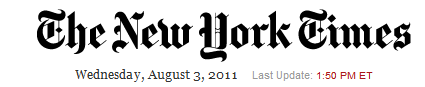 The New York Times
Wednesday, August 3, 2011 Last Update: 1:50 PM ET